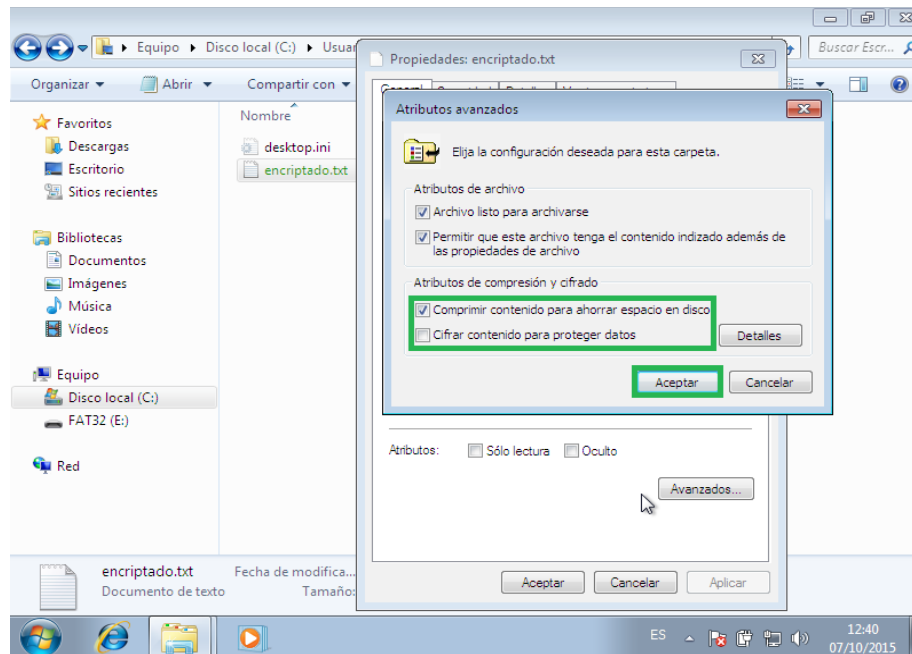 Equipo ▸ Disco local (C:) ▸ Usuar
Buscar Escr...
Organizar
Abrir
Compartir con
Favoritos
Descargas
Escritorio
Sitios recientes
Bibliotecas
Documentos
Imágenes
Música
Vídeos
Equipo
Disco local (C:)
FAT32 (E:)
Red
Nombre
desktop.ini
encriptado.txt
Propiedades: encriptado.txt
Atributos avanzados
Elija la configuración deseada para esta carpeta.
Atributos de archivo
Archivo listo para archivarse
Permitir que este archivo tenga el contenido indizado además de
las propiedades de archivo
Atributos de compresión y cifrado
Comprimir contenido para ahorrar espacio en disco
Cifrar contenido para proteger datos
Detalles
Aceptar
Cancelar
Atributos:
Sólo lectura
Oculto
Avanzados...
Aceptar
Cancelar
Aplicar
encriptado.txt
Fecha de modifica...
Documento de texto
Tamaño:
ES
12:40
07/10/2015